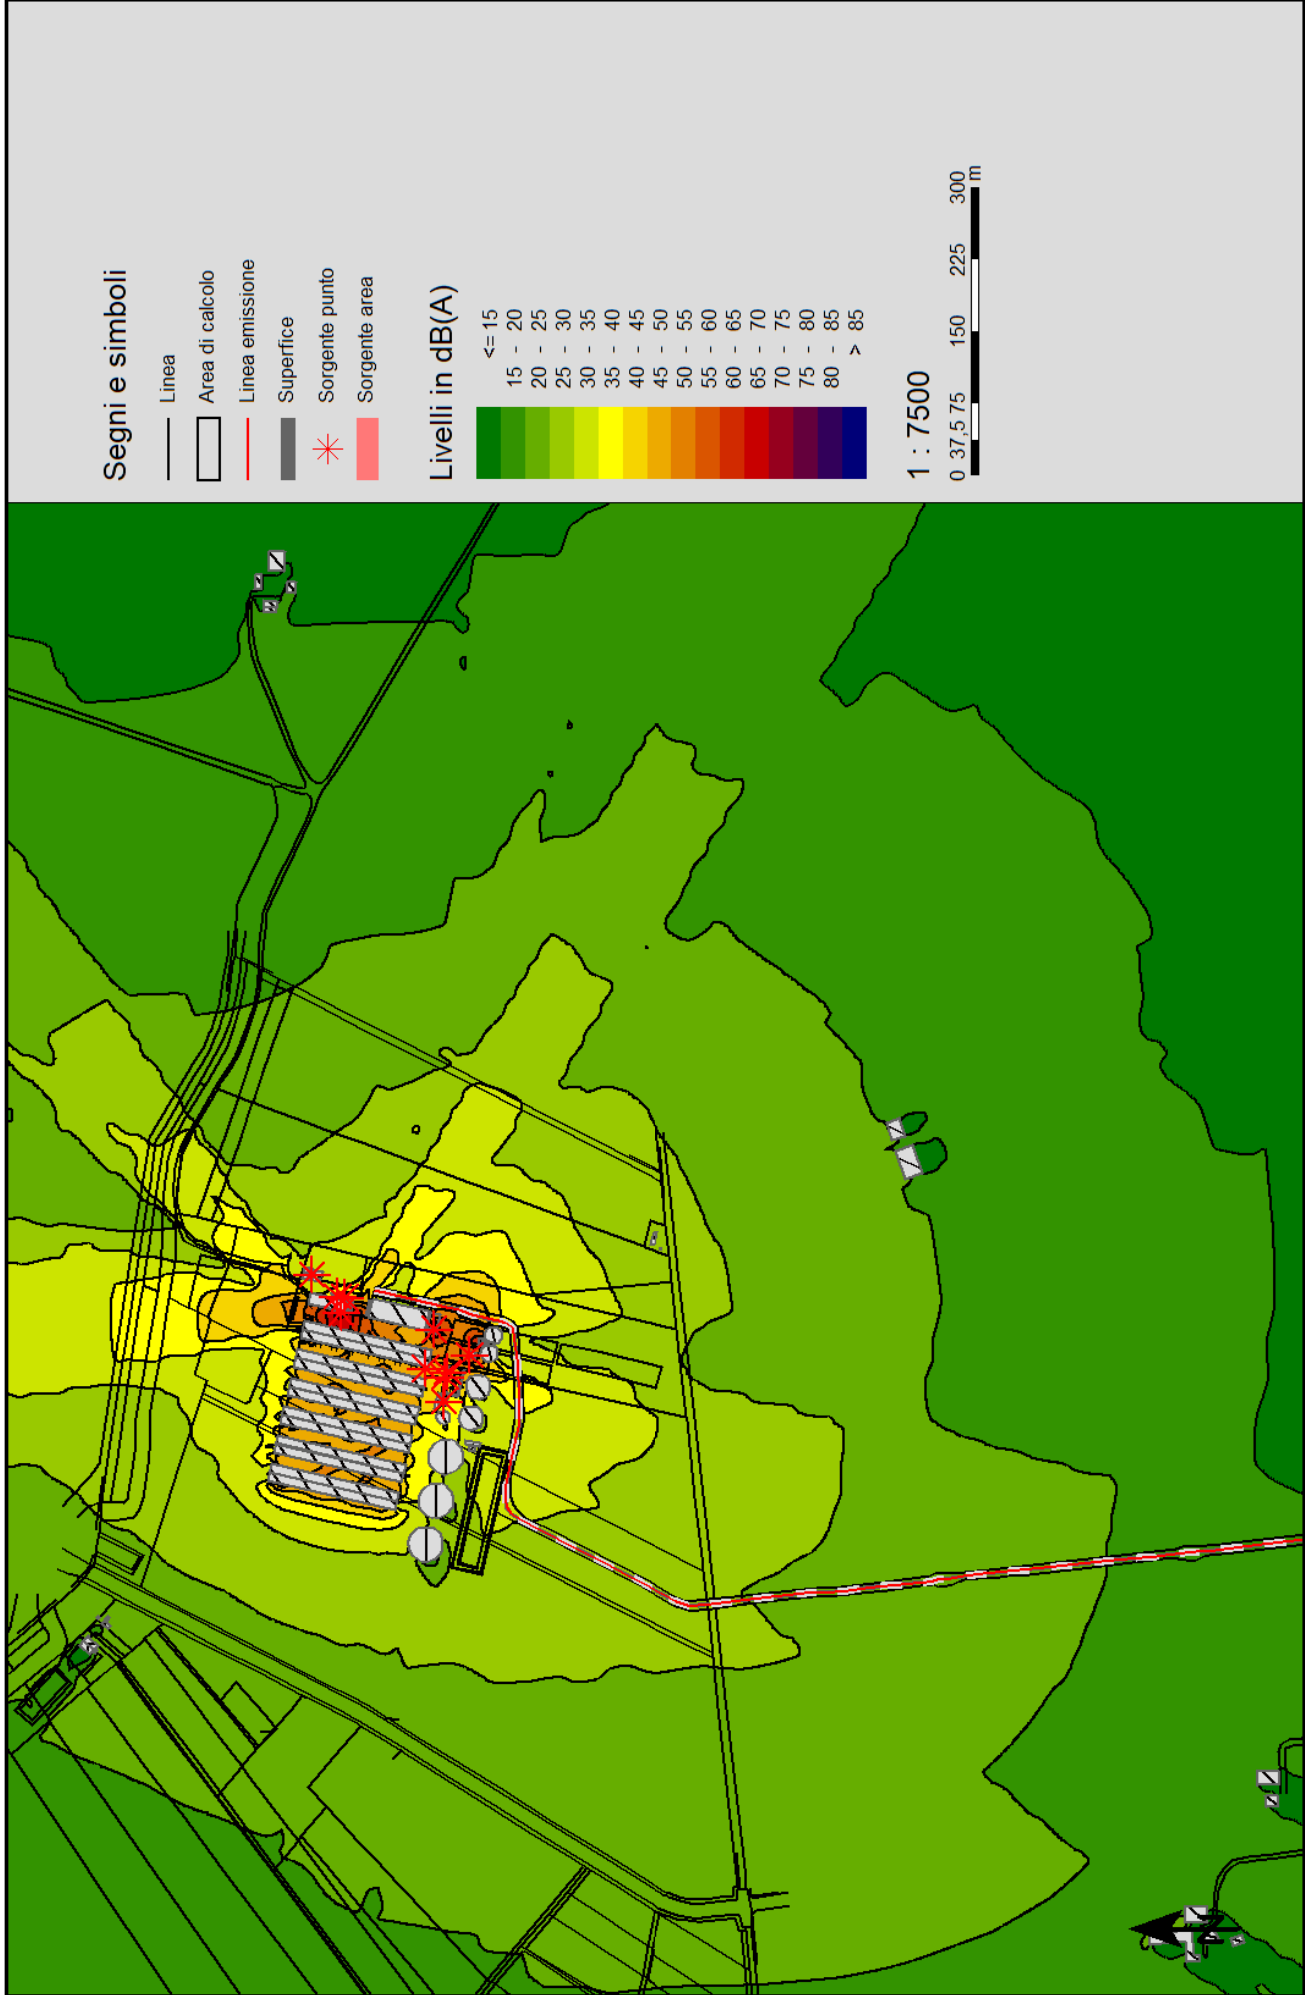 Segni e simboli
Linea
Area di calcolo
Linea emissione
Superfice
Sorgente punto
Sorgente area
Livelli in dB(A)
<= 15
15 - 20
20 - 25
25 - 30
30 - 35
35 - 40
40 - 45
45 - 50
50 - 55
55 - 60
60 - 65
65 - 70
70 - 75
75 - 80
80 - 85
> 85
1 : 7500
0 37,5 75 150 225 300
m